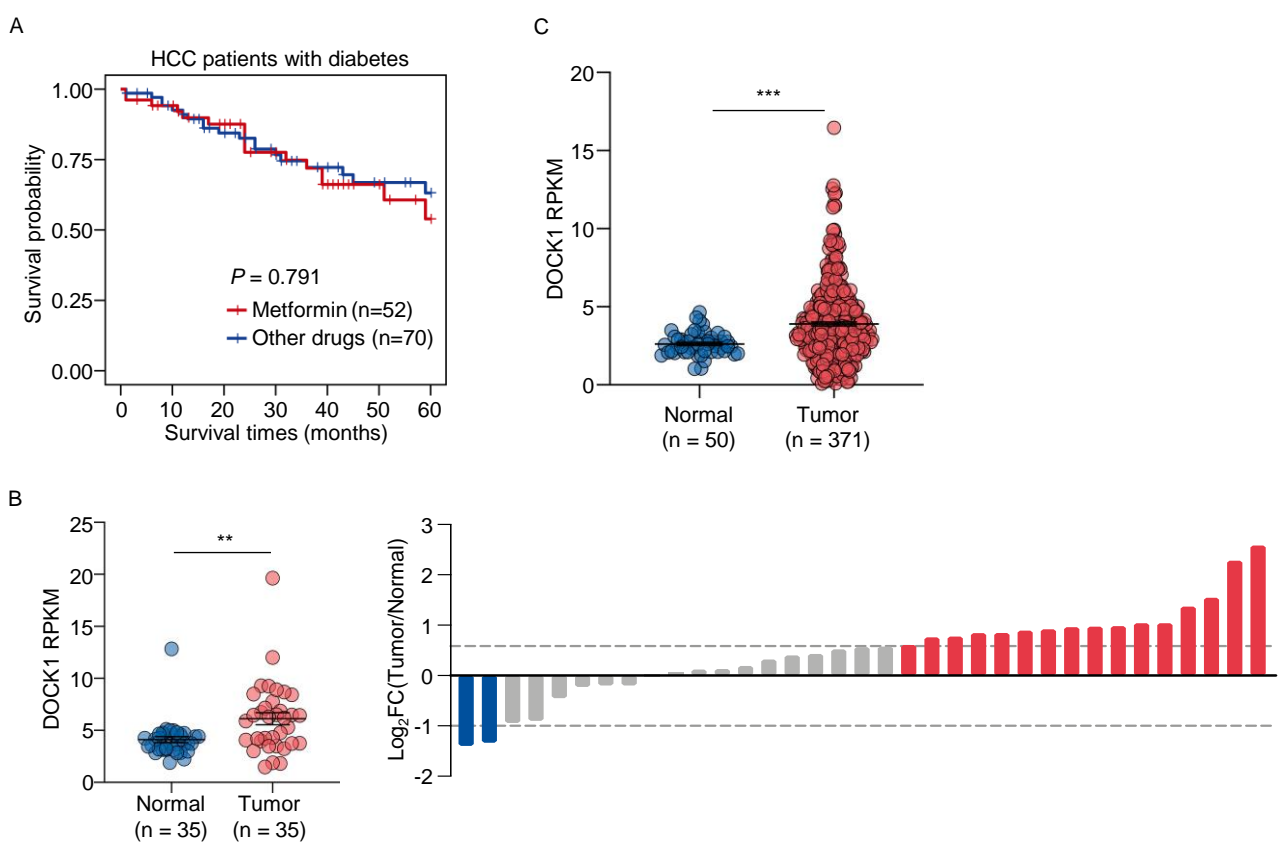 A
HCC patients with diabetes
Survival probability
1.00
0.75
0.50
0.25
0.00
P = 0.791
Metformin (n=52)
Other drugs (n=70)
0 10 20 30 40 50 60
Survival times (months)
C
DOCK1 RPKM
20
15
10
5
0
***
Normal
(n = 50)
Tumor
(n = 371)
B
DOCK1 RPKM
25
20
15
10
5
0
**
Normal
(n = 35)
Tumor
(n = 35)
Log2FC(Tumor/Normal)
3
2
1
0
-1
-2